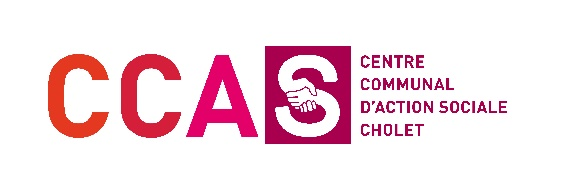 CCAS
CENTRE
COMMUNAL
D'ACTION SOCIALE
CHOLET